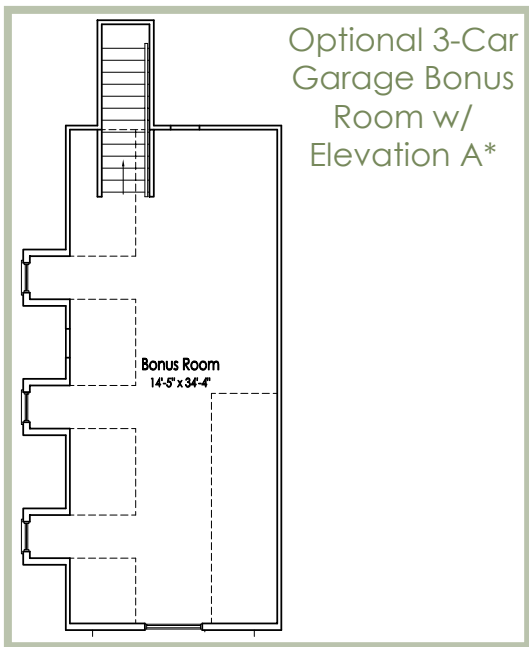 Optional 3-Car
Garage Bonus
Room w/
Elevation A*
Bonus Room
14'-5" x 34'-4"